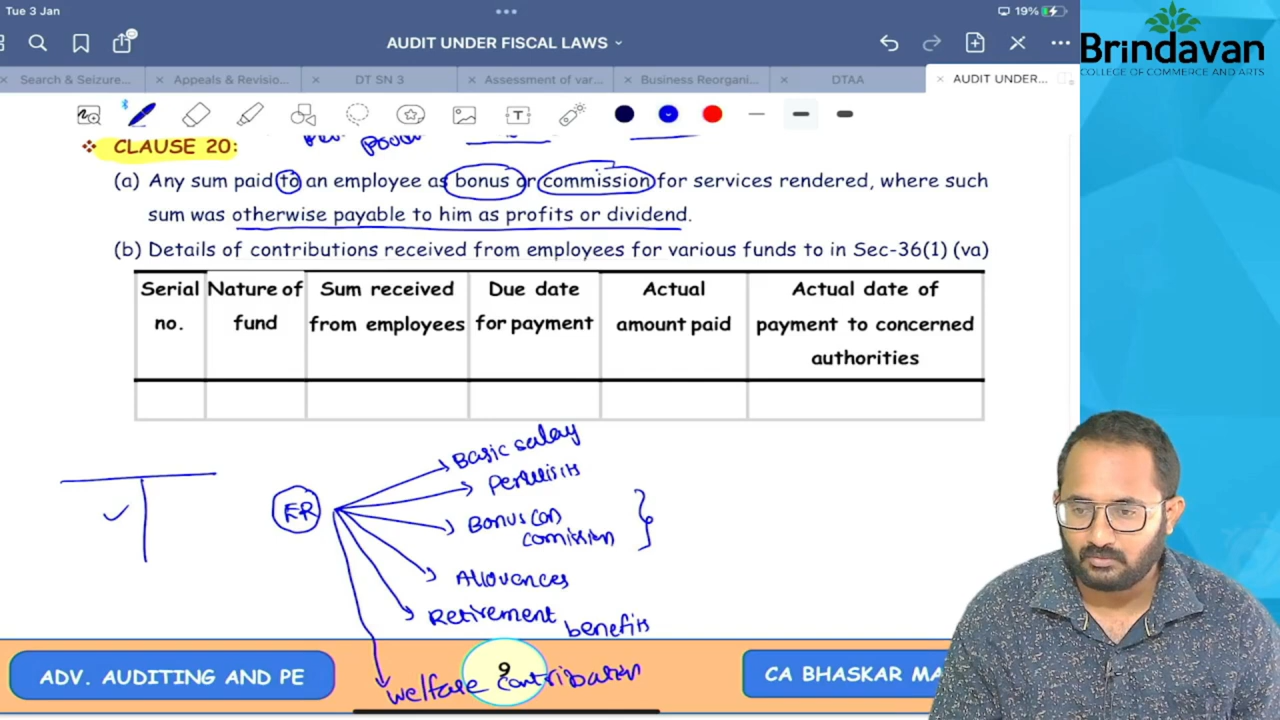 Tue 3 Jan
19%
AUDIT UNDER FISCAL LAWS
Brindavan
COLLEGE OF COMMERCE AND ARTS
Search & Seizure...
Appeals & Revisio...
DT SN 3
Assessment of var...
Business Reorgani...
DTAA
AUDIT UNDER...
CLAUSE 20:
(a) Any sum paid to an employee as bonus or commission for services rendered, where such
sum was otherwise payable to him as profits or dividend.
(b) Details of contributions received from employees for various funds to in Sec-36(1) (va)
Serial no. Nature of fund Sum received from employees Due date for payment Actual amount paid Actual date of payment to concerned authorities
Basic salary
ER
Bonus (or)
comission
Allowances
Retirement
benefits
welfare contribution
9
ADV. AUDITING AND PE
CA BHASKAR MA